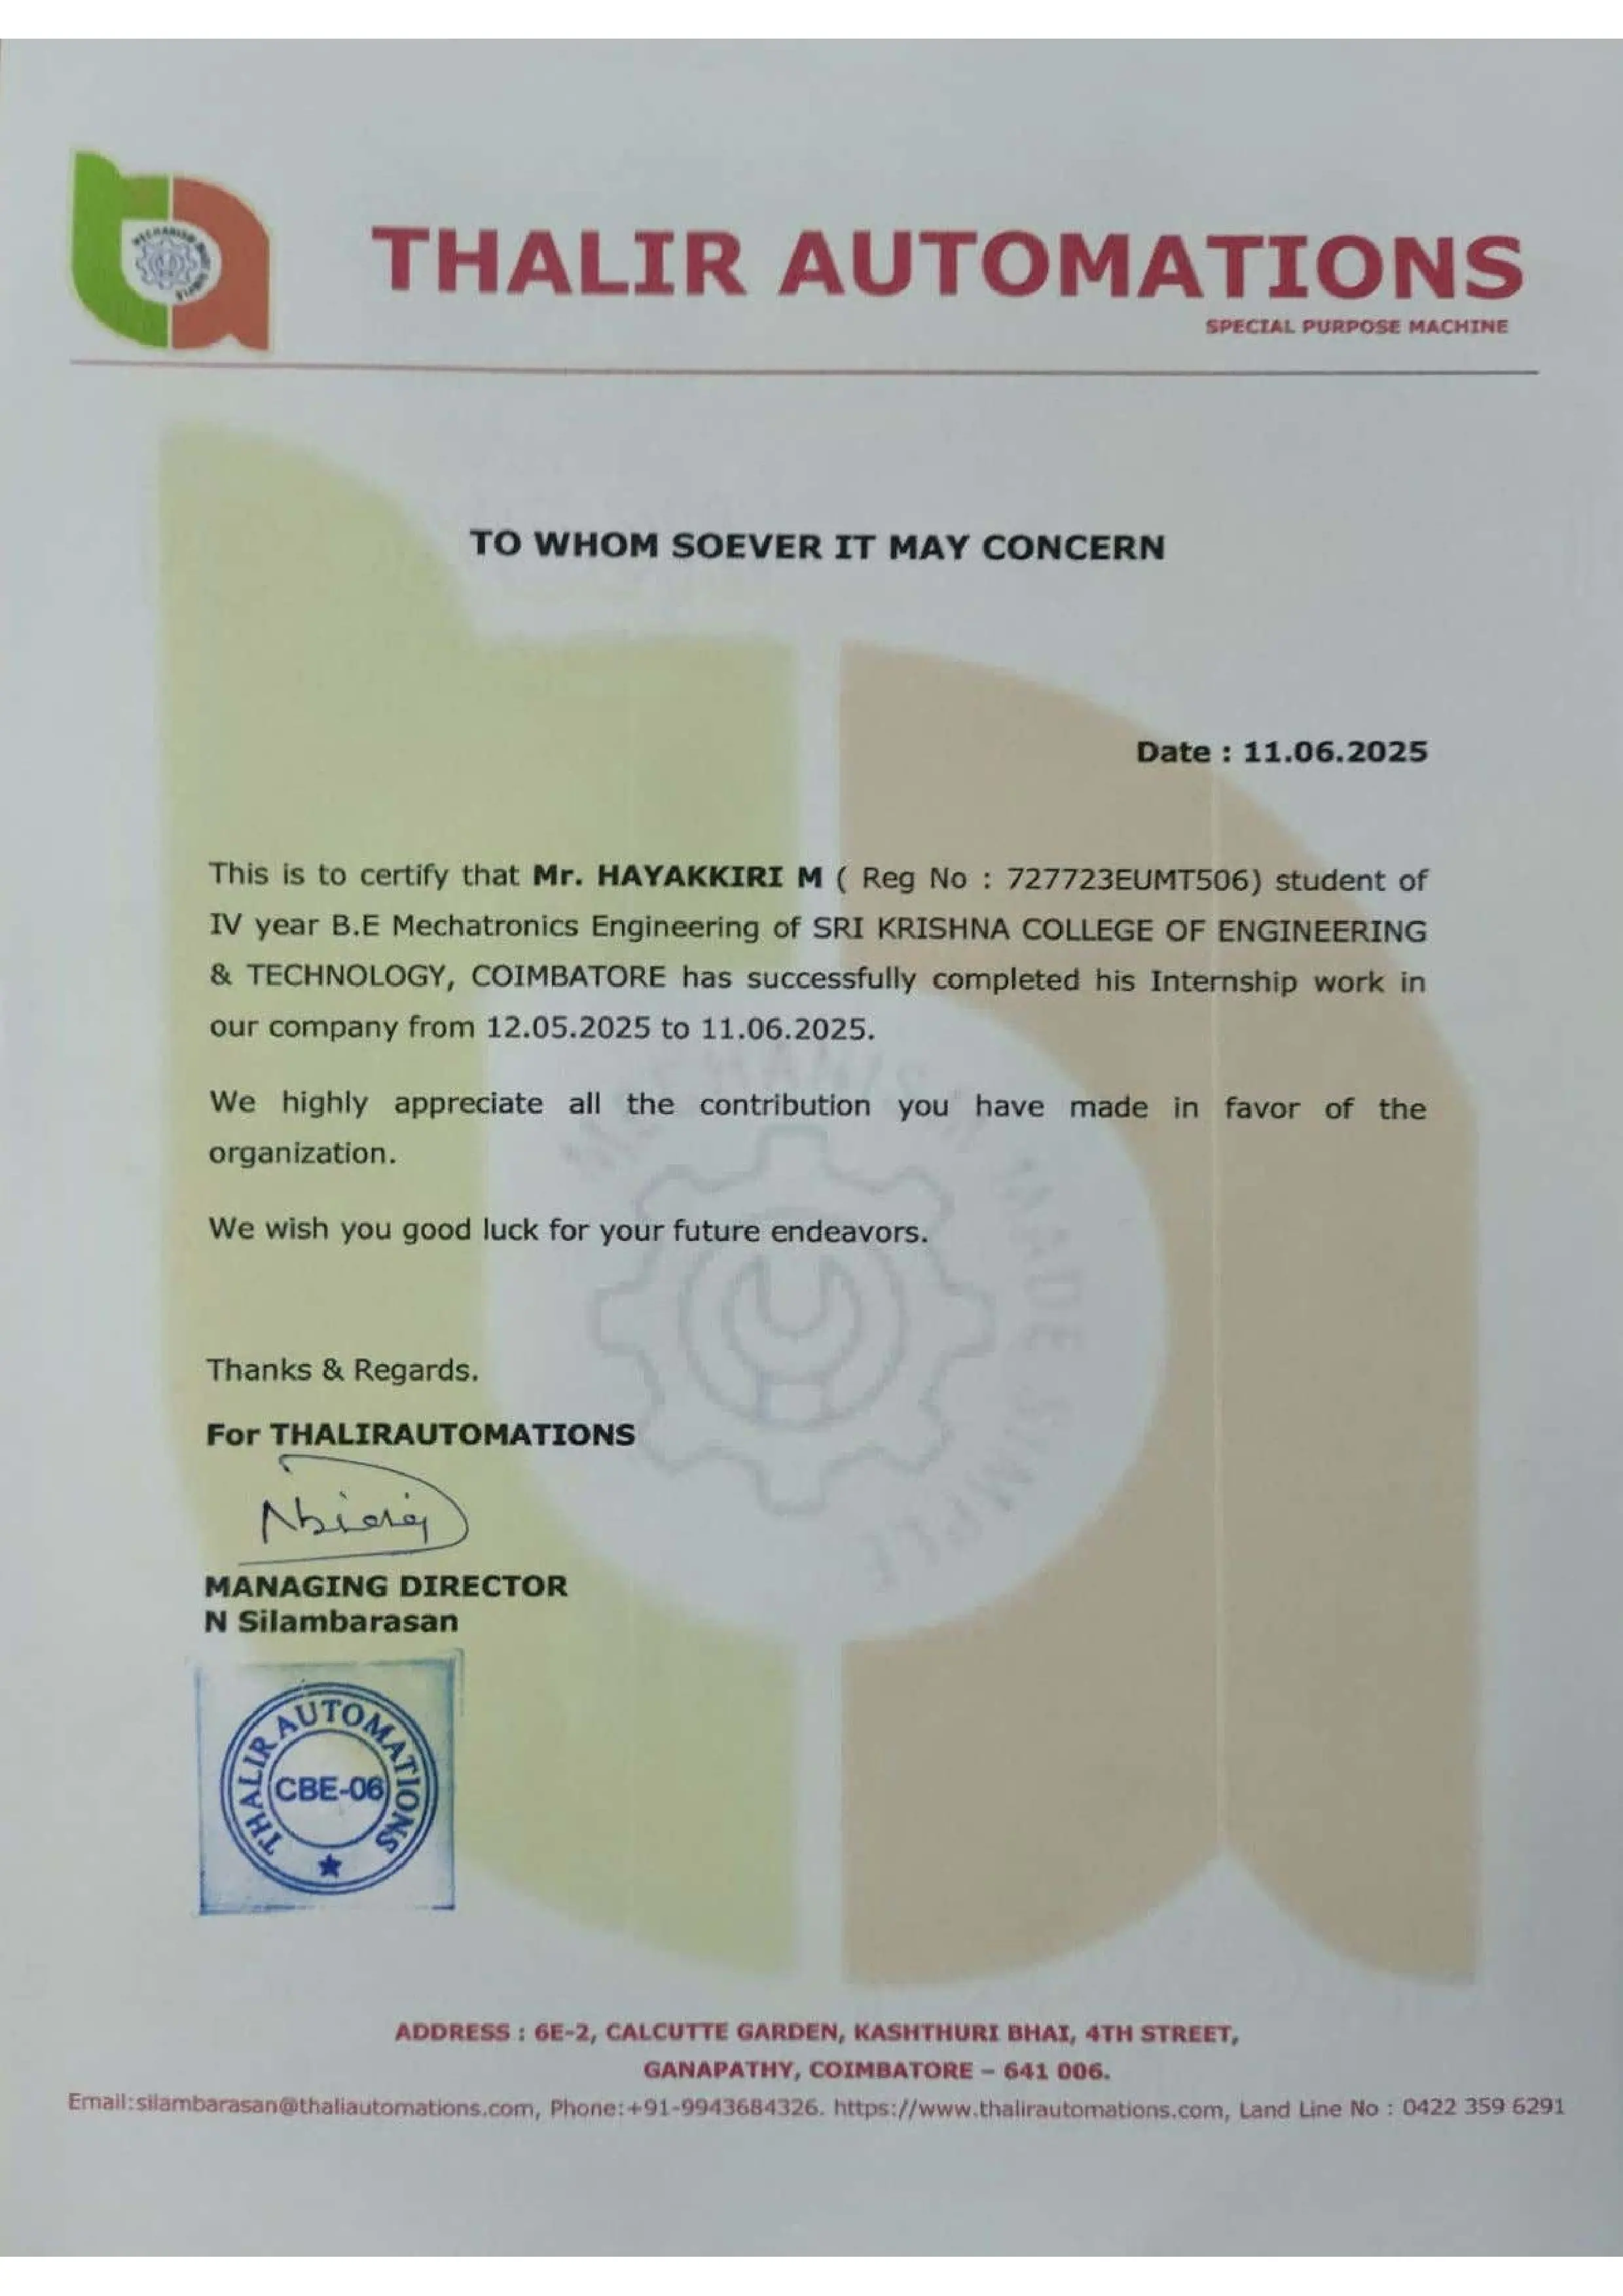 THALIR AUTOMATIONS
SPECIAL PURPOSE MACHINE
TO WHOM SOEVER IT MAY CONCERN
Date : 11.06.2025
This is to certify that Mr. HAYAKKIRI M ( Reg No : 727723EUMT506) student of
IV year B.E Mechatronics Engineering of SRI KRISHNA COLLEGE OF ENGINEERING
& TECHNOLOGY, COIMBATORE has successfully completed his Internship work in
our company from 12.05.2025 to 11.06.2025.
We highly appreciate all the contribution you have made in favor of the
organization.
We wish you good luck for your future endeavors.
MECHANISM MADE SIMPLE
Thanks & Regards.
For THALIRAUTOMATIONS
MANAGING DIRECTOR
N Silambarasan
THALIR AUTOMATIONS
CBE-06
ADDRESS : 6E-2, CALCUTTE GARDEN, KASHTHURI BHAI, 4TH STREET,
GANAPATHY, COIMBATORE – 641 006.
Email:silambarasan@thaliautomations.com, Phone:+91-9943684326. https://www.thalirautomations.com, Land Line No : 0422 359 6291